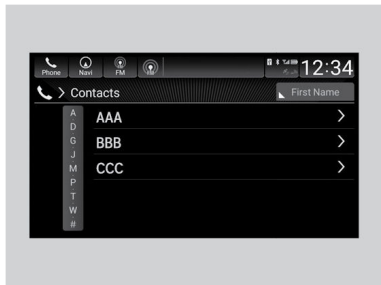 Phone Navi FM 12:34
> Contacts First Name
A
D
G
J
M
P
T
W
#
AAA
BBB
CCC